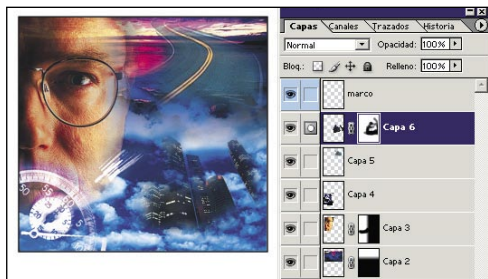 Capas Canales Trazados Historia
Normal Opacidad: 100%
Bloq.: Relleno: 100%
marco
Capa 6
Capa 5
Capa 4
Capa 3
Capa 2